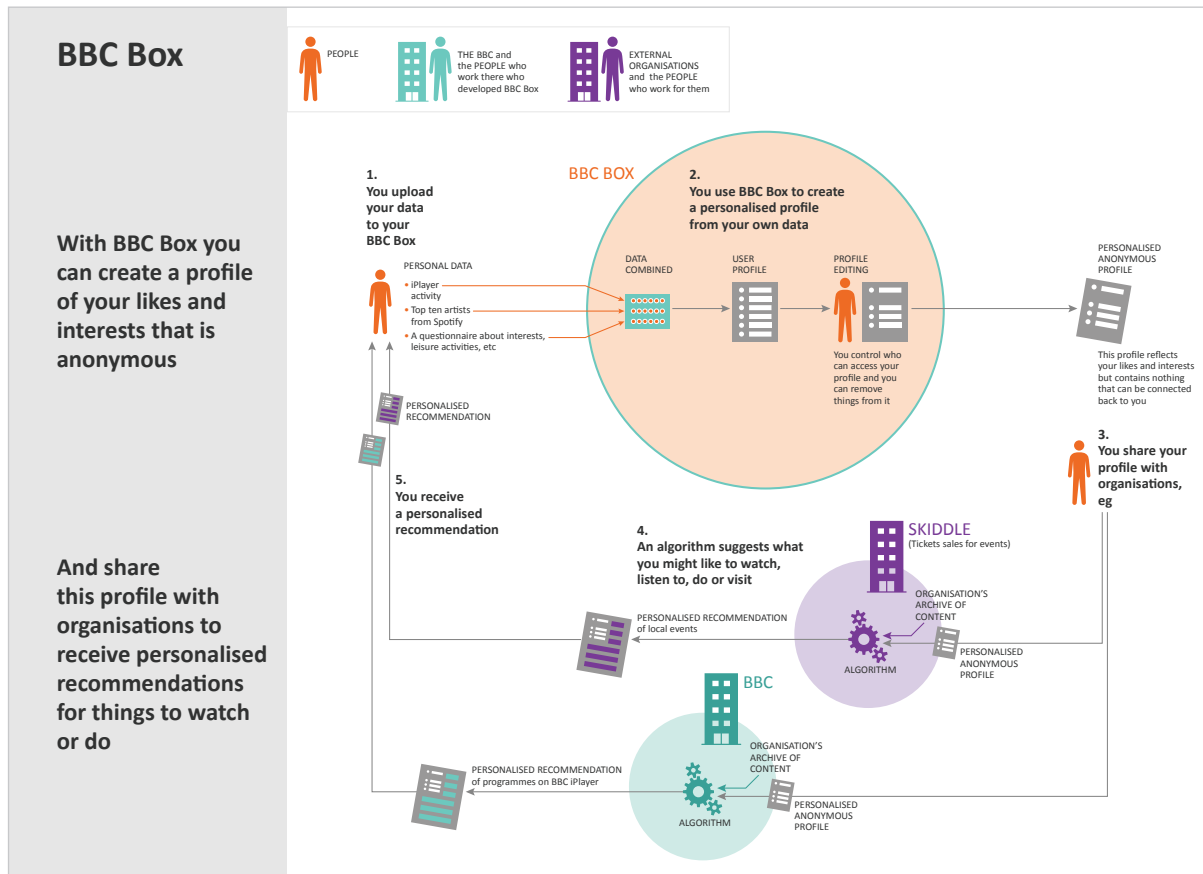 BBC Box
With BBC Box you
can create a profile
of your likes and
interests that is
anonymous
And share
this profile with
organisations to
receive personalised
recommendations
for things to watch
or do
PEOPLE
THE BBC and
the PEOPLE who
work there who
developed BBC Box
EXTERNAL
ORGANISATIONS
and the PEOPLE
who work for them
1.
You upload
your data
to your
BBC Box
PERSONAL DATA
• iPlayer
activity
• Top ten artists
from Spotify
• A questionnaire about interests,
leisure activities, etc
BBC BOX
2.
You use BBC Box to create
a personalised profile
from your own data
DATA
COMBINED
USER
PROFILE
PROFILE
EDITING
You control who
can access your
profile and you
can remove
things from it
PERSONALISED
ANONYMOUS
PROFILE
This profile reflects
your likes and interests
but contains nothing
that can be connected
back to you
3.
You share your
profile with
organisations,
eg
SKIDDLE
(Tickets sales for events)
ORGANISATION'S
ARCHIVE OF
CONTENT
ALGORITHM
PERSONALISED
ANONYMOUS
PROFILE
4.
An algorithm suggests what
you might like to watch,
listen to, do or visit
PERSONALISED RECOMMENDATION
of local events
BBC
ORGANISATION'S
ARCHIVE OF
CONTENT
ALGORITHM
PERSONALISED
ANONYMOUS
PROFILE
PERSONALISED RECOMMENDATION
of programmes on BBC iPlayer
5.
You receive
a personalised
recommendation
PERSONALISED
RECOMMENDATION